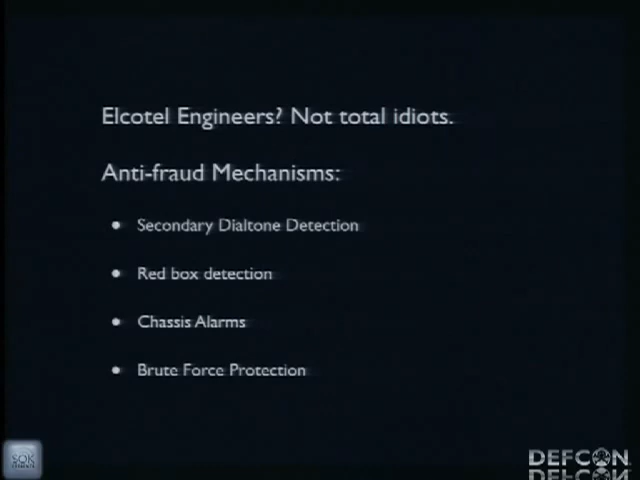 Elcotel Engineers? Not total idiots.
Anti-fraud Mechanisms:
• Secondary Dialtone Detection
• Red box detection
• Chassis Alarms
• Brute Force Protection
DEFCON